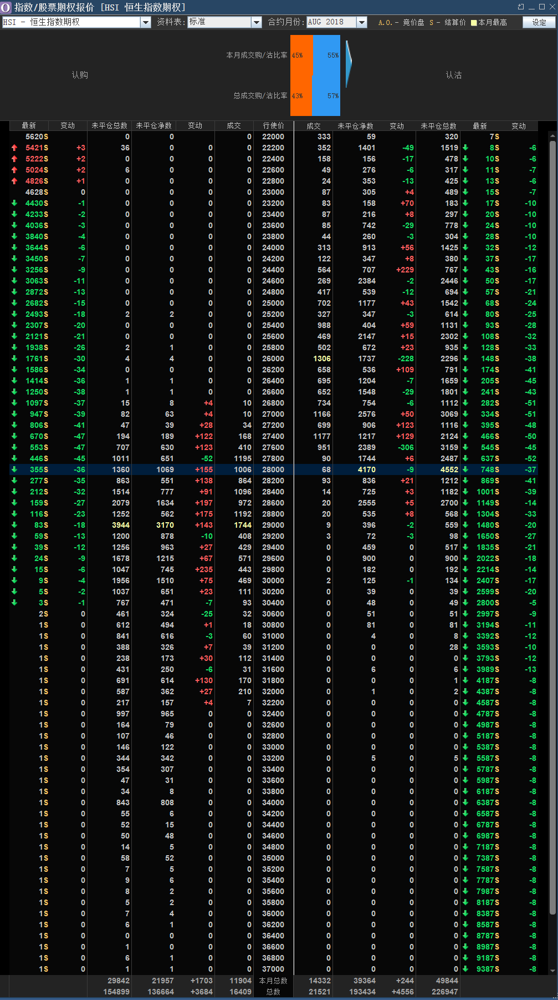 指数/股票期权报价 [HSI 恒生指数期权]
HSI - 恒生指数期权 资料表: 标准 合约月份: AUG 2018 A.O. - 竞价盘 S - 结算价 本月最高 设定
本月成交购/沽比率 45% 55%
认购 认沽
总成交购/沽比率 43% 57%
最新 变动 未平仓总数 未平仓净数 变动 成交 行使价 成交 未平仓净数 变动 未平仓总数 最新 变动
5620S 0 0 0 22000 333 59 320 7S
5421S +3 36 0 0 0 22200 352 1401 -49 1519 8S -6
5222S +2 0 0 0 0 22400 158 156 -17 478 10S -6
5024S +2 6 0 0 0 22600 49 276 -6 317 11S -7
4826S +1 0 0 0 0 22800 24 353 -13 425 13S -6
4628S 0 0 0 0 0 23000 87 305 +4 489 15S -7
4430S -1 0 0 0 0 23200 83 158 +70 183 17S -10
4233S -2 0 0 0 0 23400 87 216 +8 297 20S -10
4036S -3 0 0 0 0 23600 85 742 -29 778 24S -10
3840S -4 0 0 0 0 23800 44 260 -3 304 28S -10
3644S -6 0 0 0 0 24000 313 913 +56 1425 32S -12
3450S -7 0 0 0 0 24200 122 347 +8 380 37S -17
3256S -9 0 0 0 0 24400 564 707 +229 767 43S -16
3063S -11 0 0 0 0 24600 269 2384 -2 2446 50S -17
2872S -13 0 0 0 0 24800 417 539 -12 694 57S -21
2682S -15 0 0 0 0 25000 702 1177 +43 1542 68S -24
2493S -18 2 2 0 0 25200 327 347 -3 614 80S -25
2307S -20 0 0 0 0 25400 988 404 +59 1131 93S -28
2121S -21 0 0 0 0 25600 469 2147 +15 2302 108S -32
1938S -26 2 1 0 0 25800 502 672 +23 935 128S -33
1761S -30 4 4 0 0 26000 1306 1737 -228 2296 148S -38
1586S -34 0 0 0 0 26200 658 536 +109 791 174S -41
1414S -36 1 1 0 0 26400 695 1204 -7 1659 205S -45
1250S -38 1 1 0 0 26600 652 1548 -29 1801 241S -43
1097S -37 15 8 +4 10 26800 734 754 -6 1112 282S -51
947S -39 82 63 +4 10 27000 1166 2576 +50 3069 334S -51
806S -41 47 39 +28 34 27200 699 906 +123 1116 395S -48
670S -47 194 189 +122 168 27400 1177 1217 +129 2124 466S -50
553S -47 707 630 +123 410 27600 951 2389 -306 3159 545S -45
446S -45 1011 651 -52 1195 27800 90 1744 +6 2487 637S -52
355S -36 1360 1069 +155 1006 28000 68 4170 -9 4552 748S -37
277S -35 863 551 +138 864 28200 93 836 +21 1212 869S -41
212S -32 1514 777 +91 1096 28400 14 725 +3 1182 1001S -39
159S -27 2079 1634 +197 972 28600 20 2555 +5 2700 1149S -14
116S -23 1252 562 +175 1192 28800 20 535 +8 568 1304S -33
83S -18 3944 3170 +143 1744 29000 9 396 -2 559 1480S -20
59S -13 1200 878 -10 408 29200 3 72 -3 98 1650S -27
39S -12 1256 963 +27 429 29400 0 459 0 517 1835S -21
24S -9 1678 1215 +67 571 29600 0 900 0 900 2022S -18
15S -6 1047 745 +235 443 29800 0 182 0 192 2214S -14
9S -4 1956 1510 +75 469 30000 2 125 -1 134 2407S -17
5S -2 1037 651 +23 111 30200 0 39 0 39 2599S -20
3S -1 767 471 -7 93 30400 0 48 0 49 2800S -5
2S 0 461 324 -25 32 30600 0 51 0 51 2997S -9
1S 0 612 494 +1 18 30800 0 81 0 81 3194S -11
1S 0 841 616 -3 60 31000 0 4 0 8 3392S -12
1S 0 388 326 +7 39 31200 0 0 0 28 3593S -10
1S 0 238 173 +30 112 31400 0 0 0 0 3793S -12
1S 0 431 250 -6 31 31600 0 6 0 6 3989S -13
1S 0 691 614 +130 170 31800 0 0 0 1 4187S -8
1S 0 587 362 +27 210 32000 0 1 0 2 4387S -8
1S 0 217 157 +4 7 32200 0 0 0 0 4587S -8
1S 0 997 965 0 0 32400 0 0 0 0 4787S -8
1S 0 164 79 0 0 32600 0 0 0 0 4987S -8
1S 0 107 46 0 0 32800 0 0 0 0 5187S -8
1S 0 146 122 0 0 33000 0 0 0 0 5387S -8
1S 0 344 342 0 0 33200 0 5 0 5 5587S -8
1S 0 354 307 0 0 33400 0 0 0 0 5787S -8
1S 0 47 31 0 0 33600 0 0 0 0 5987S -8
1S 0 34 8 0 0 33800 0 0 0 0 6187S -8
1S 0 843 808 0 0 34000 0 0 0 0 6387S -8
1S 0 55 6 0 0 34200 0 0 0 0 6587S -8
1S 0 52 15 0 0 34400 0 0 0 0 6787S -8
1S 0 50 48 0 0 34600 0 0 0 0 6987S -8
1S 0 14 5 0 0 34800 0 0 0 0 7187S -8
1S 0 58 52 0 0 35000 0 0 0 0 7387S -8
1S 0 7 5 0 0 35200 0 0 0 0 7587S -8
1S 0 9 6 0 0 35400 0 0 0 0 7787S -8
1S 0 8 2 0 0 35600 0 0 0 0 7987S -8
1S 0 5 2 0 0 35800 0 0 0 0 8187S -8
1S 0 7 4 0 0 36000 0 0 0 0 8387S -8
1S 0 6 1 0 0 36200 0 0 0 0 8587S -8
1S 0 0 0 0 0 36400 0 0 0 0 8787S -8
1S 0 1 0 0 0 36600 0 0 0 0 8987S -8
1S 0 6 1 0 0 36800 0 0 0 0 9187S -8
1S 0 1 1 0 0 37000 0 0 0 0 9387S -8
29842 21957 +1703 11904 本月总数 14332 39364 +244 49844
154899 136664 +3684 16409 总数 21521 193434 +4556 226947